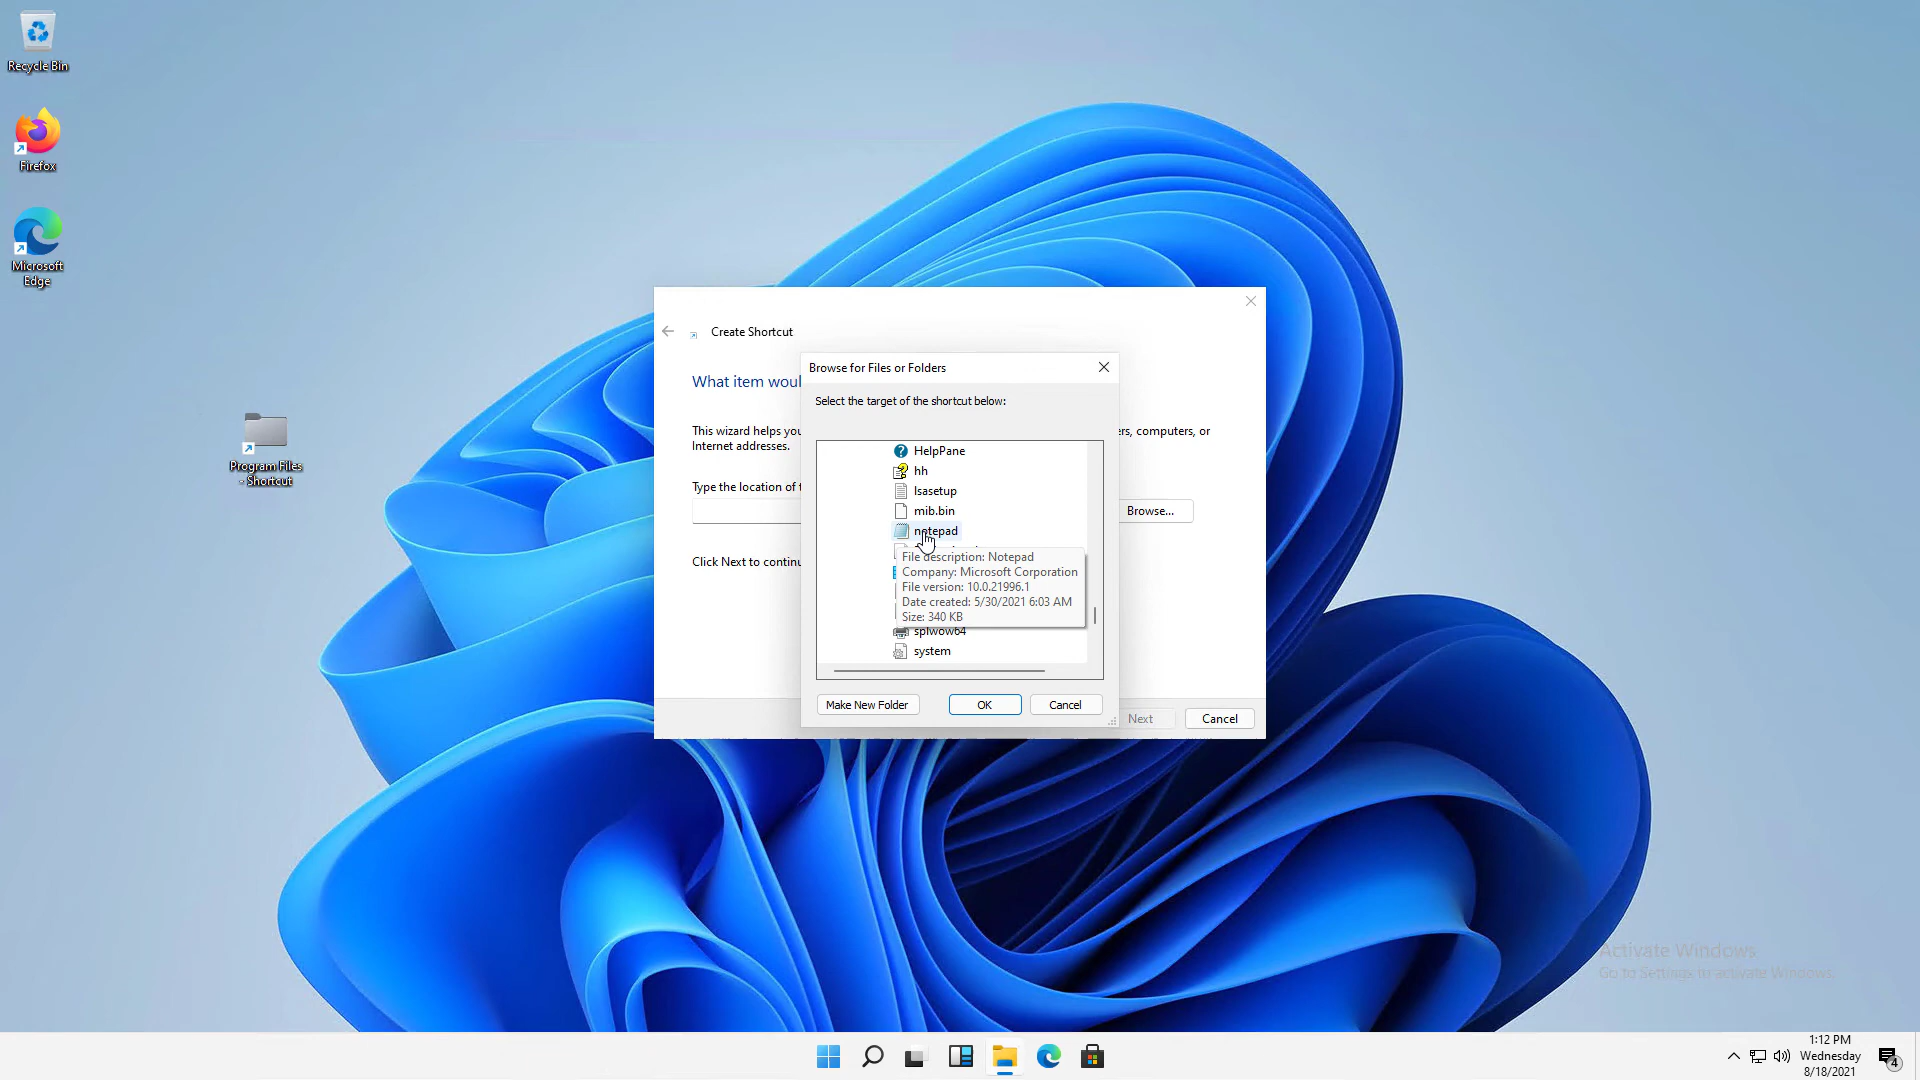 Recycle Bin
Firefox
Microsoft
Edge
Program Files
- Shortcut
Create Shortcut
What item woul
This wizard helps you
ers, computers, or
Internet addresses.
Type the location of t
Browse...
Click Next to continu
Next
Cancel
Browse for Files or Folders
Select the target of the shortcut below:
HelpPane
hh
lsasetup
mib.bin
notepad
File description: Notepad
Company: Microsoft Corporation
File version: 10.0.21996.1
Date created: 5/30/2021 6:03 AM
Size: 340 KB
splwow64
system
Make New Folder
OK
Cancel
Activate Windows
Go to Settings to activate Windows.
1:12 PM
Wednesday
8/18/2021
4